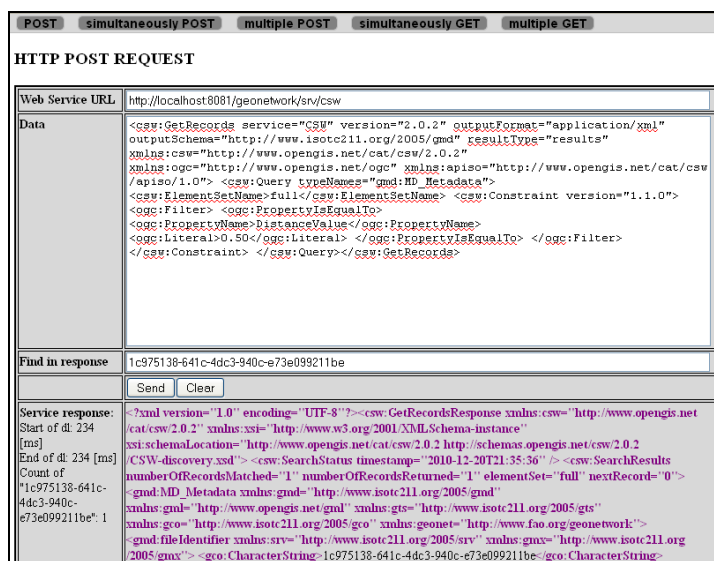 POST simultaneously POST multiple POST simultaneously GET multiple GET
HTTP POST REQUEST
Web Service URL http://localhost:8081/geonetwork/srv/csw
Data
<csw:GetRecords service="CSW" version="2.0.2" outputFormat="application/xml"
outputSchema="http://www.isotc211.org/2005/gmd" resultType="results"
xmlns:csw="http://www.opengis.net/cat/csw/2.0.2"
xmlns:ogc="http://www.opengis.net/ogc" xmlns:apiso="http://www.opengis.net/cat/csw
/apiso/1.0"> <csw:Query typeNames="gmd:MD_Metadata">
<csw:ElementSetName>full</csw:ElementSetName> <csw:Constraint version="1.1.0">
<ogc:Filter> <ogc:PropertyIsEqualTo>
<ogc:PropertyName>DistanceValue</ogc:PropertyName>
<ogc:Literal>0.50</ogc:Literal> </ogc:PropertyIsEqualTo> </ogc:Filter>
</csw:Constraint> </csw:Query></csw:GetRecords>
Find in response 1c975138-641c-4dc3-940c-e73e099211be
Send Clear
Service response:
Start of dl: 234
[ms]
End of dl: 234 [ms]
Count of
"1c975138-641c-
4dc3-940c-
e73e099211be": 1
<?xml version="1.0" encoding="UTF-8"?><csw:GetRecordsResponse xmlns:csw="http://www.opengis.net
/cat/csw/2.0.2" xmlns:xsi="http://www.w3.org/2001/XMLSchema-instance"
xsi:schemaLocation="http://www.opengis.net/cat/csw/2.0.2 http://schemas.opengis.net/csw/2.0.2
/CSW-discovery.xsd"> <csw:SearchStatus timestamp="2010-12-20T21:35:36" /> <csw:SearchResults
numberOfRecordsMatched="1" numberOfRecordsReturned="1" elementSet="full" nextRecord="0">
<gmd:MD_Metadata xmlns:gmd="http://www.isotc211.org/2005/gmd"
xmlns:gml="http://www.opengis.net/gml" xmlns:gts="http://www.isotc211.org/2005/gts"
xmlns:gco="http://www.isotc211.org/2005/gco" xmlns:geonet="http://www.fao.org/geonetwork">
<gmd:fileIdentifier xmlns:srv="http://www.isotc211.org/2005/srv" xmlns:gmx="http://www.isotc211.org
/2005/gmx"> <gco:CharacterString>1c975138-641c-4dc3-940c-e73e099211be</gco:CharacterString>